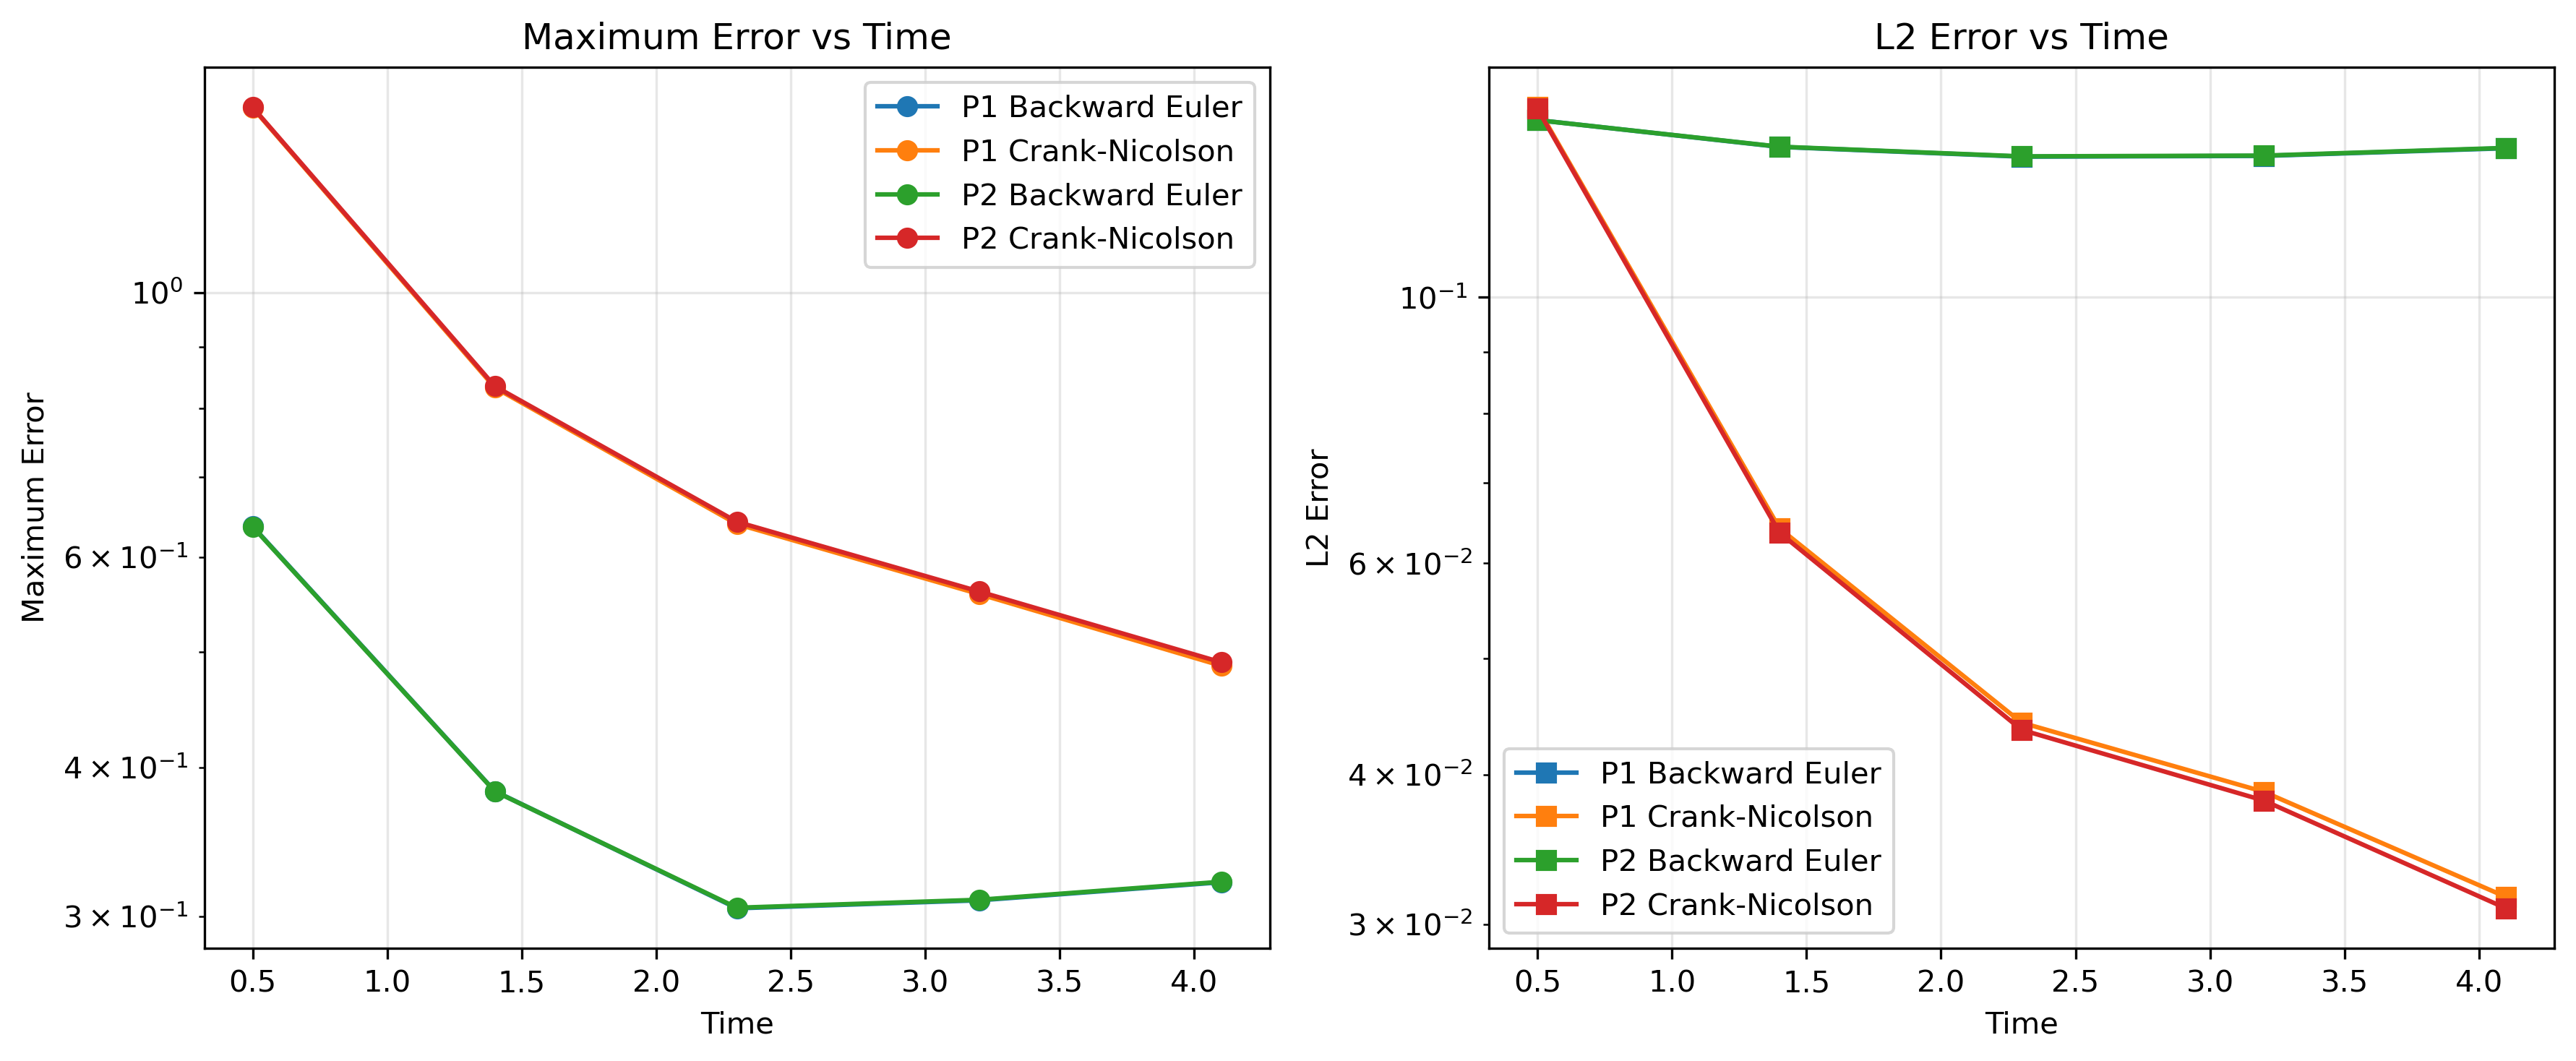 Maximum Error vs Time
Maximum Error
10⁰
6 × 10⁻¹
4 × 10⁻¹
3 × 10⁻¹
P1 Backward Euler
P1 Crank-Nicolson
P2 Backward Euler
P2 Crank-Nicolson
0.5 1.0 1.5 2.0 2.5 3.0 3.5 4.0
Time
L2 Error vs Time
L2 Error
10⁻¹
6 × 10⁻²
4 × 10⁻²
3 × 10⁻²
P1 Backward Euler
P1 Crank-Nicolson
P2 Backward Euler
P2 Crank-Nicolson
0.5 1.0 1.5 2.0 2.5 3.0 3.5 4.0
Time